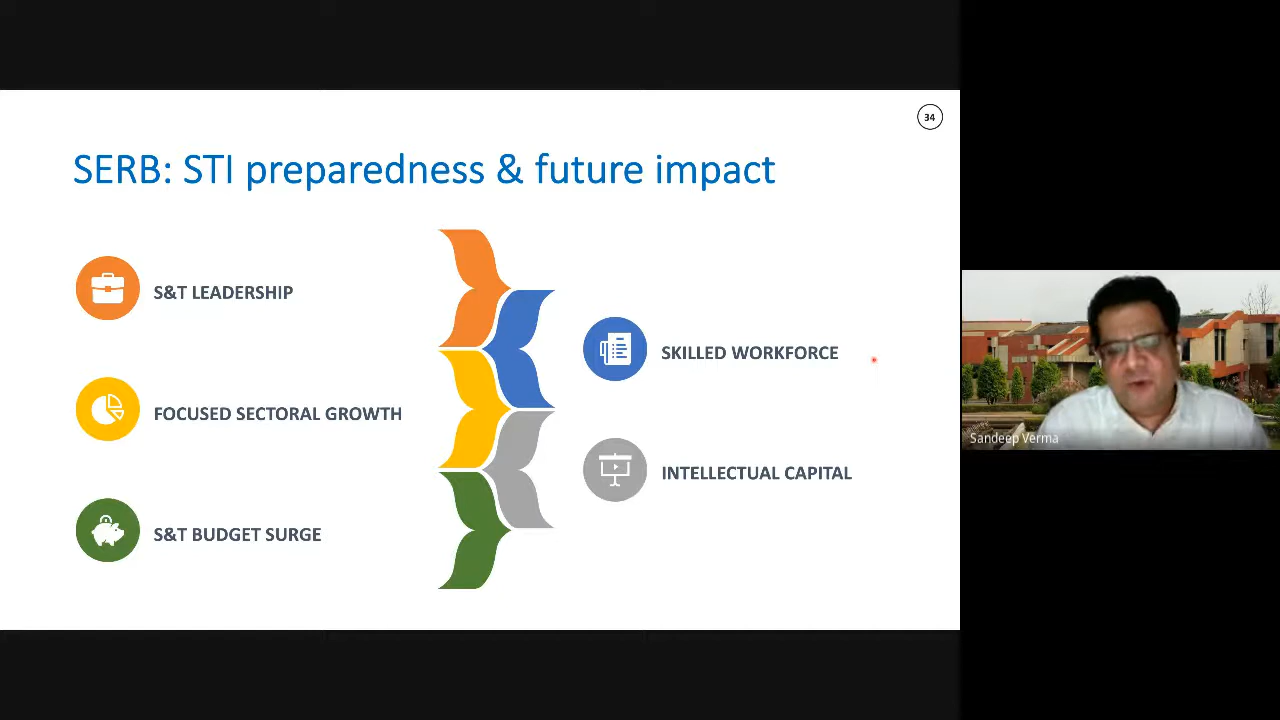 34
SERB: STI preparedness & future impact
S&T LEADERSHIP
SKILLED WORKFORCE
FOCUSED SECTORAL GROWTH
INTELLECTUAL CAPITAL
S&T BUDGET SURGE
Sandeep Verma